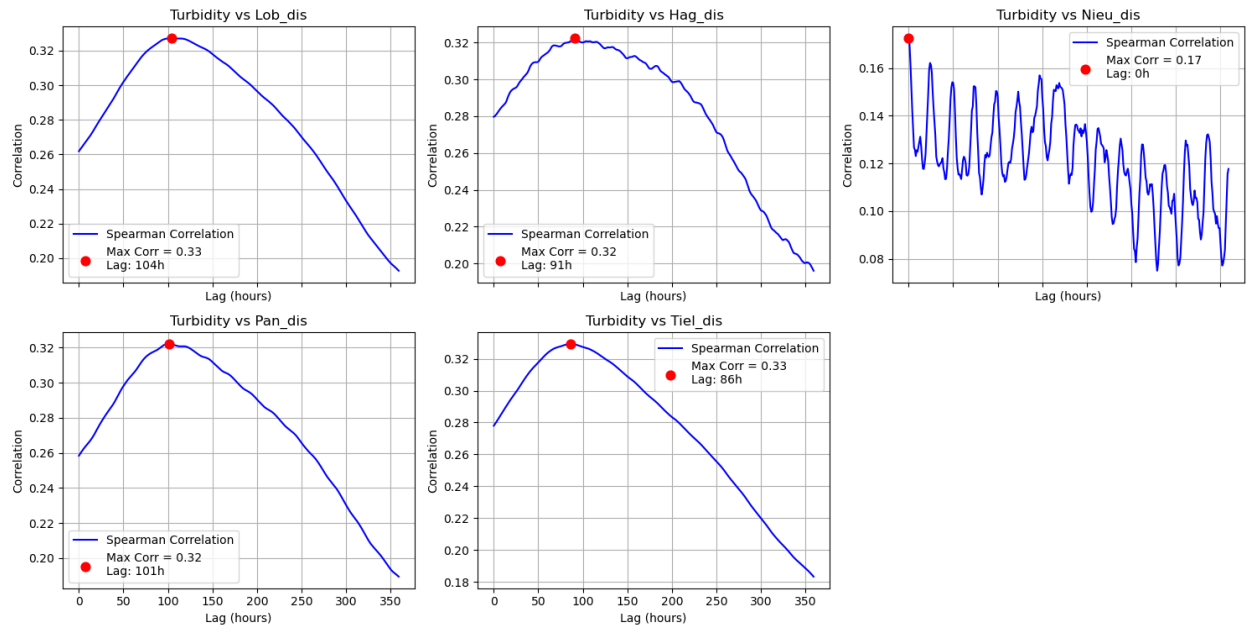 Turbidity vs Lob_dis
Correlation
0.32
0.30
0.28
0.26
0.24
0.22
0.20
Spearman Correlation
Max Corr = 0.33
Lag: 104h
Lag (hours)
Turbidity vs Hag_dis
Correlation
0.32
0.30
0.28
0.26
0.24
0.22
0.20
Spearman Correlation
Max Corr = 0.32
Lag: 91h
Lag (hours)
Turbidity vs Nieu_dis
Correlation
0.16
0.14
0.12
0.10
0.08
Spearman Correlation
Max Corr = 0.17
Lag: 0h
Lag (hours)
Turbidity vs Pan_dis
Correlation
0.32
0.30
0.28
0.26
0.24
0.22
0.20
Spearman Correlation
Max Corr = 0.32
Lag: 101h
0 50 100 150 200 250 300 350
Lag (hours)
Turbidity vs Tiel_dis
Correlation
0.32
0.30
0.28
0.26
0.24
0.22
0.20
0.18
Spearman Correlation
Max Corr = 0.33
Lag: 86h
0 50 100 150 200 250 300 350
Lag (hours)